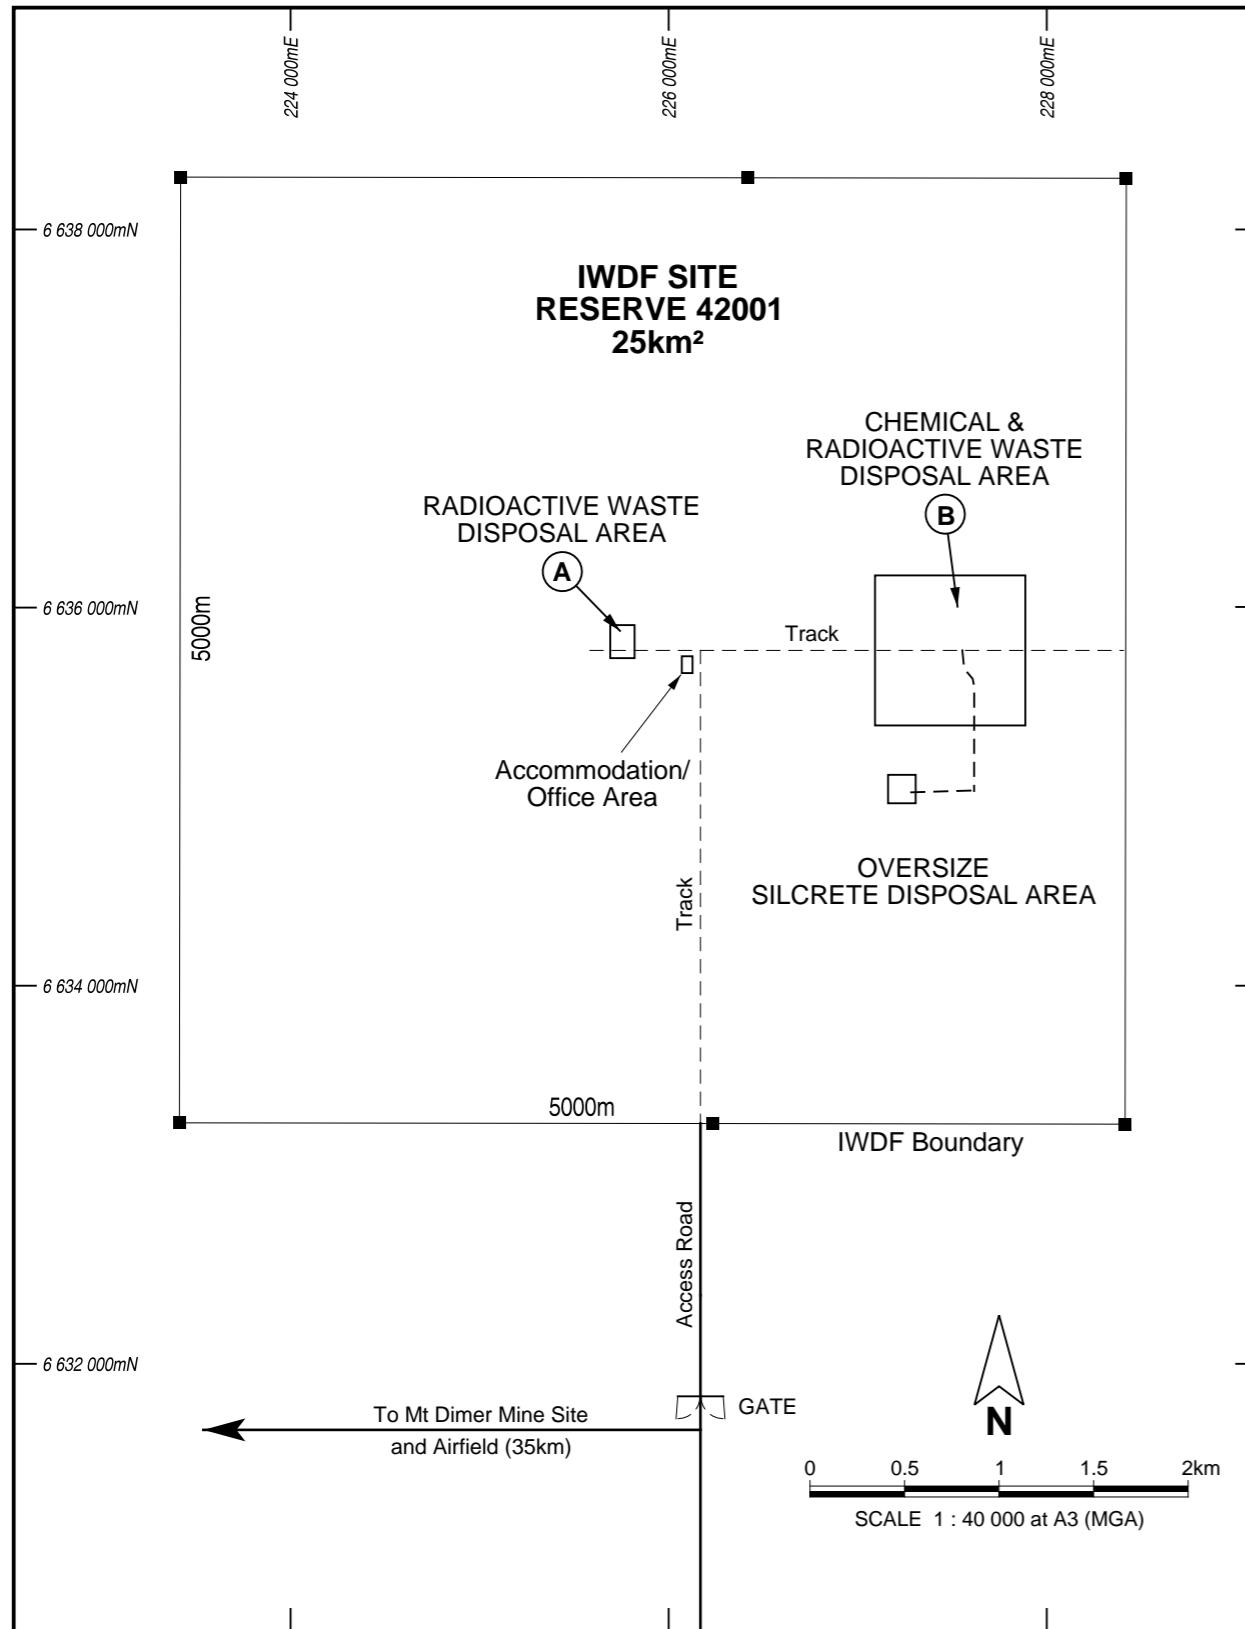 224 000mE
226 000mE
228 000mE
6 638 000mN
IWDF SITE
RESERVE 42001
25km²
CHEMICAL &
RADIOACTIVE WASTE
DISPOSAL AREA
B
RADIOACTIVE WASTE
DISPOSAL AREA
A
6 636 000mN
5000m
Track
Accommodation/
Office Area
OVERSIZE
SILCRETE DISPOSAL AREA
Track
6 634 000mN
5000m
IWDF Boundary
Access Road
6 632 000mN
GATE
To Mt Dimer Mine Site
and Airfield (35km)
N
0 0.5 1 1.5 2km
SCALE 1 : 40 000 at A3 (MGA)